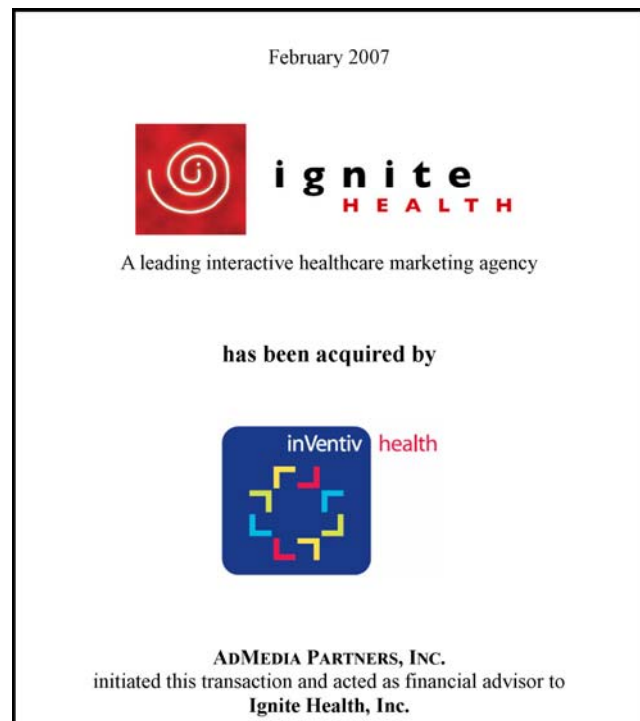 February 2007
i
ignite
HEALTH
A leading interactive healthcare marketing agency
has been acquired by
inVentiv health
ADMEDIA PARTNERS, INC.
initiated this transaction and acted as financial advisor to
Ignite Health, Inc.